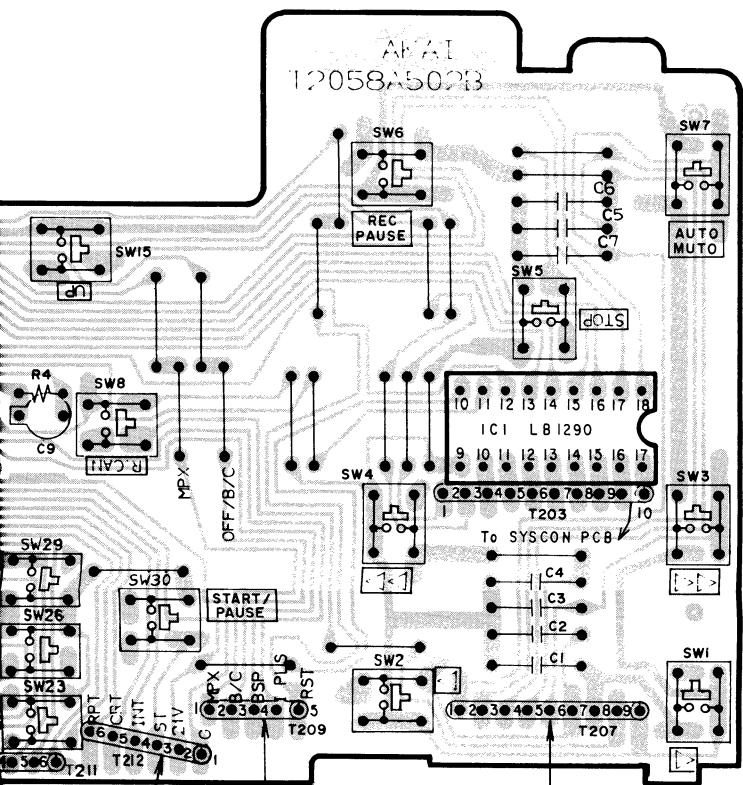 AKAI
T2058A502B
SW6
SW7
C6
C5
C7
REC
PAUSE
AUTO
MUTO
SW15
UP
SW5
STOP
R4
SW8
C9
R.CAN
MPX
OFF/B/C
10 11 12 13 14 15 16 17 18
IC1 LB1290
9 10 11 12 13 14 15 16 17
SW4
SW3
1 2 3 4 5 6 7 8 9 10
T203
To SYSCON PCB
C4
C3
C2
C1
SW29
SW30
START/
PAUSE
SW26
SW2
SW1
SW23
RPT
CRT
INT
ST
21V
G
MPX
B/C
SP
T PLS
RST
1 2 3 4 5
T209
6 5 4 3 2 1
T212
1 2 3 4 5 6 7 8 9
T207
4 5 6
T211